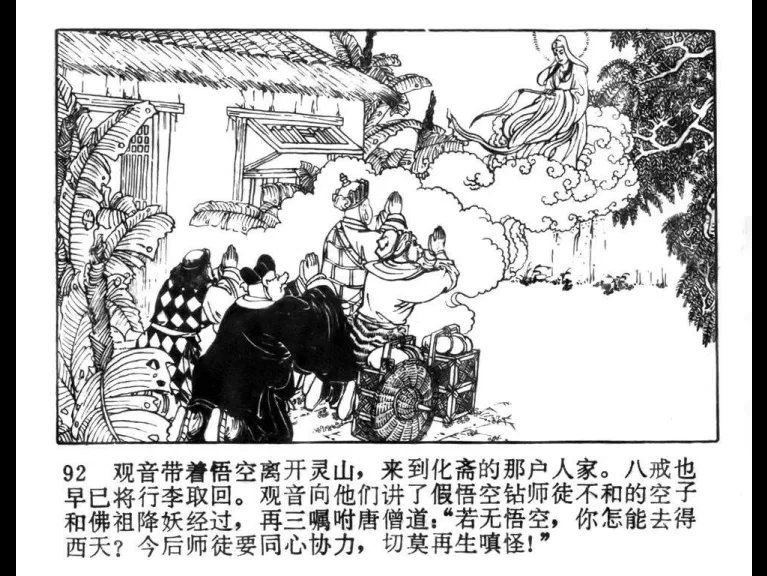 92 观音带着悟空离开灵山，来到化斋的那户人家。八戒也
早已将行李取回。观音向他们讲了假悟空钻师徒不和的空子
和佛祖降妖经过，再三嘱咐唐僧道：“若无悟空，你怎能去得
西天？今后师徒要同心协力，切莫再生嗔怪！”